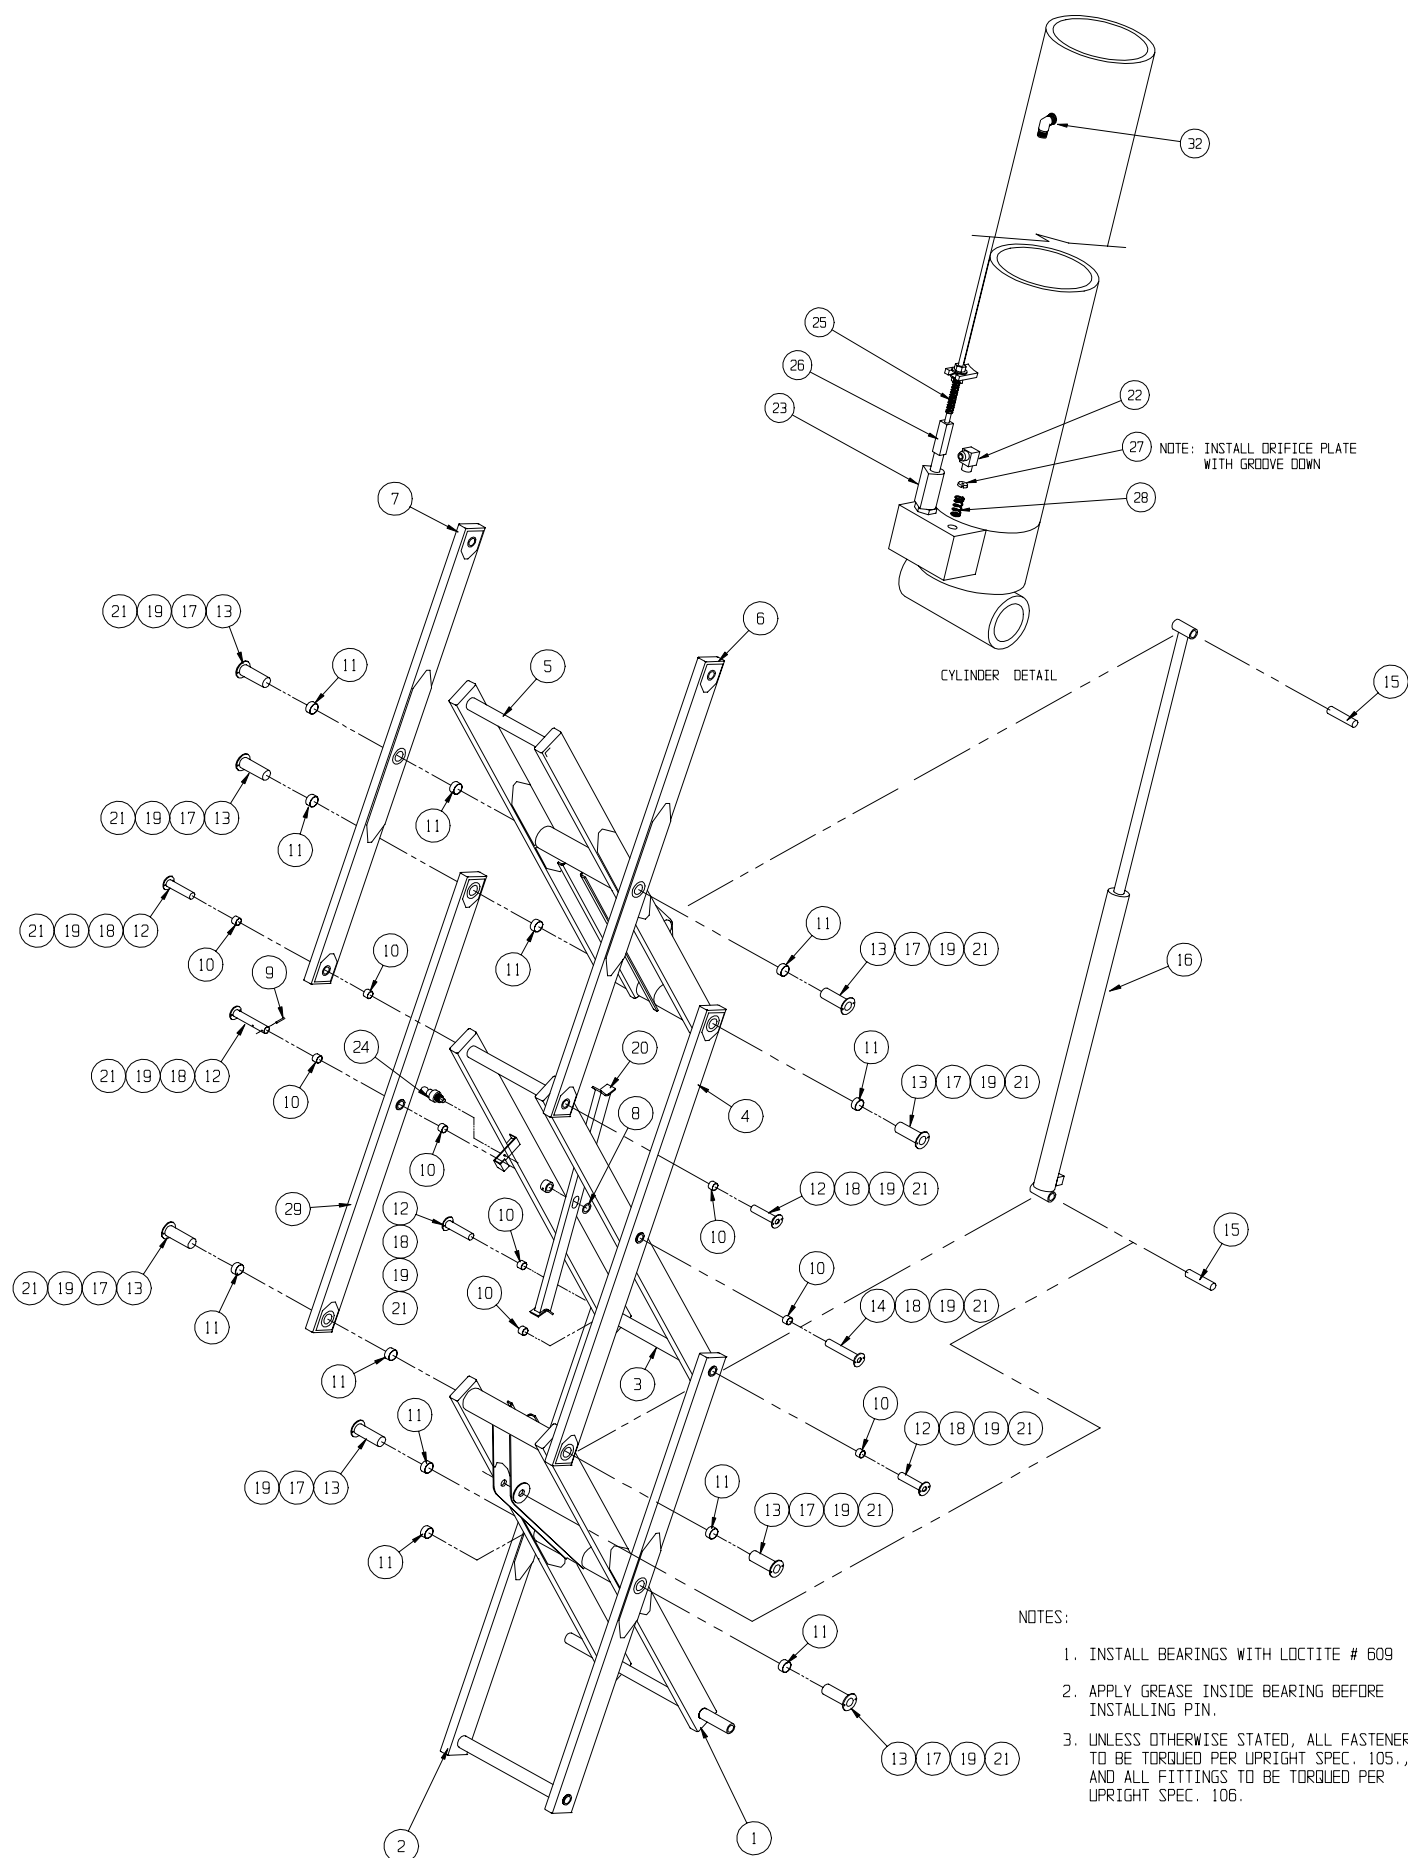 32
25
26
22
23
27 NOTE: INSTALL ORIFICE PLATE
WITH GROOVE DOWN
28
7
21 19 17 13
6
11
5
CYLINDER DETAIL
15
21 19 17 13
11
11
21 19 18 12
11
10
10
11
13 17 19 21
16
9
24
20
11
21 19 18 12
10
13 17 19 21
8
4
10
12 18 19 21
29
12
18
19
21
10
10
15
21 19 17 13
11
10
10
14 18 19 21
11
3
10
11
12 18 19 21
19 17 13
11
13 17 19 21
11
NOTES:
11
1. INSTALL BEARINGS WITH LOCTITE # 609
2. APPLY GREASE INSIDE BEARING BEFORE
INSTALLING PIN.
3. UNLESS OTHERWISE STATED, ALL FASTENER
TO BE TORQUED PER UPRIGHT SPEC. 105.,
AND ALL FITTINGS TO BE TORQUED PER
UPRIGHT SPEC. 106.
13 17 19 21
2
1